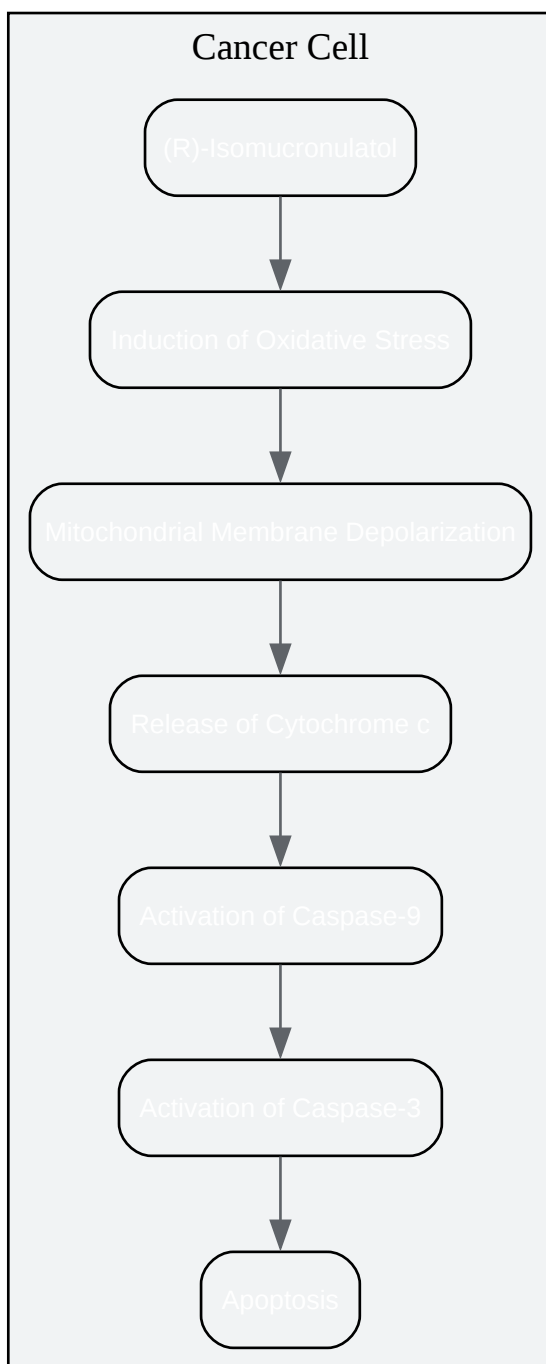 Cancer Cell
(R)-Isomucronulatol
Induction of Oxidative Stress
Mitochondrial Membrane Depolarization
Release of Cytochrome c
Activation of Caspase-9
Activation of Caspase-3
Apoptosis